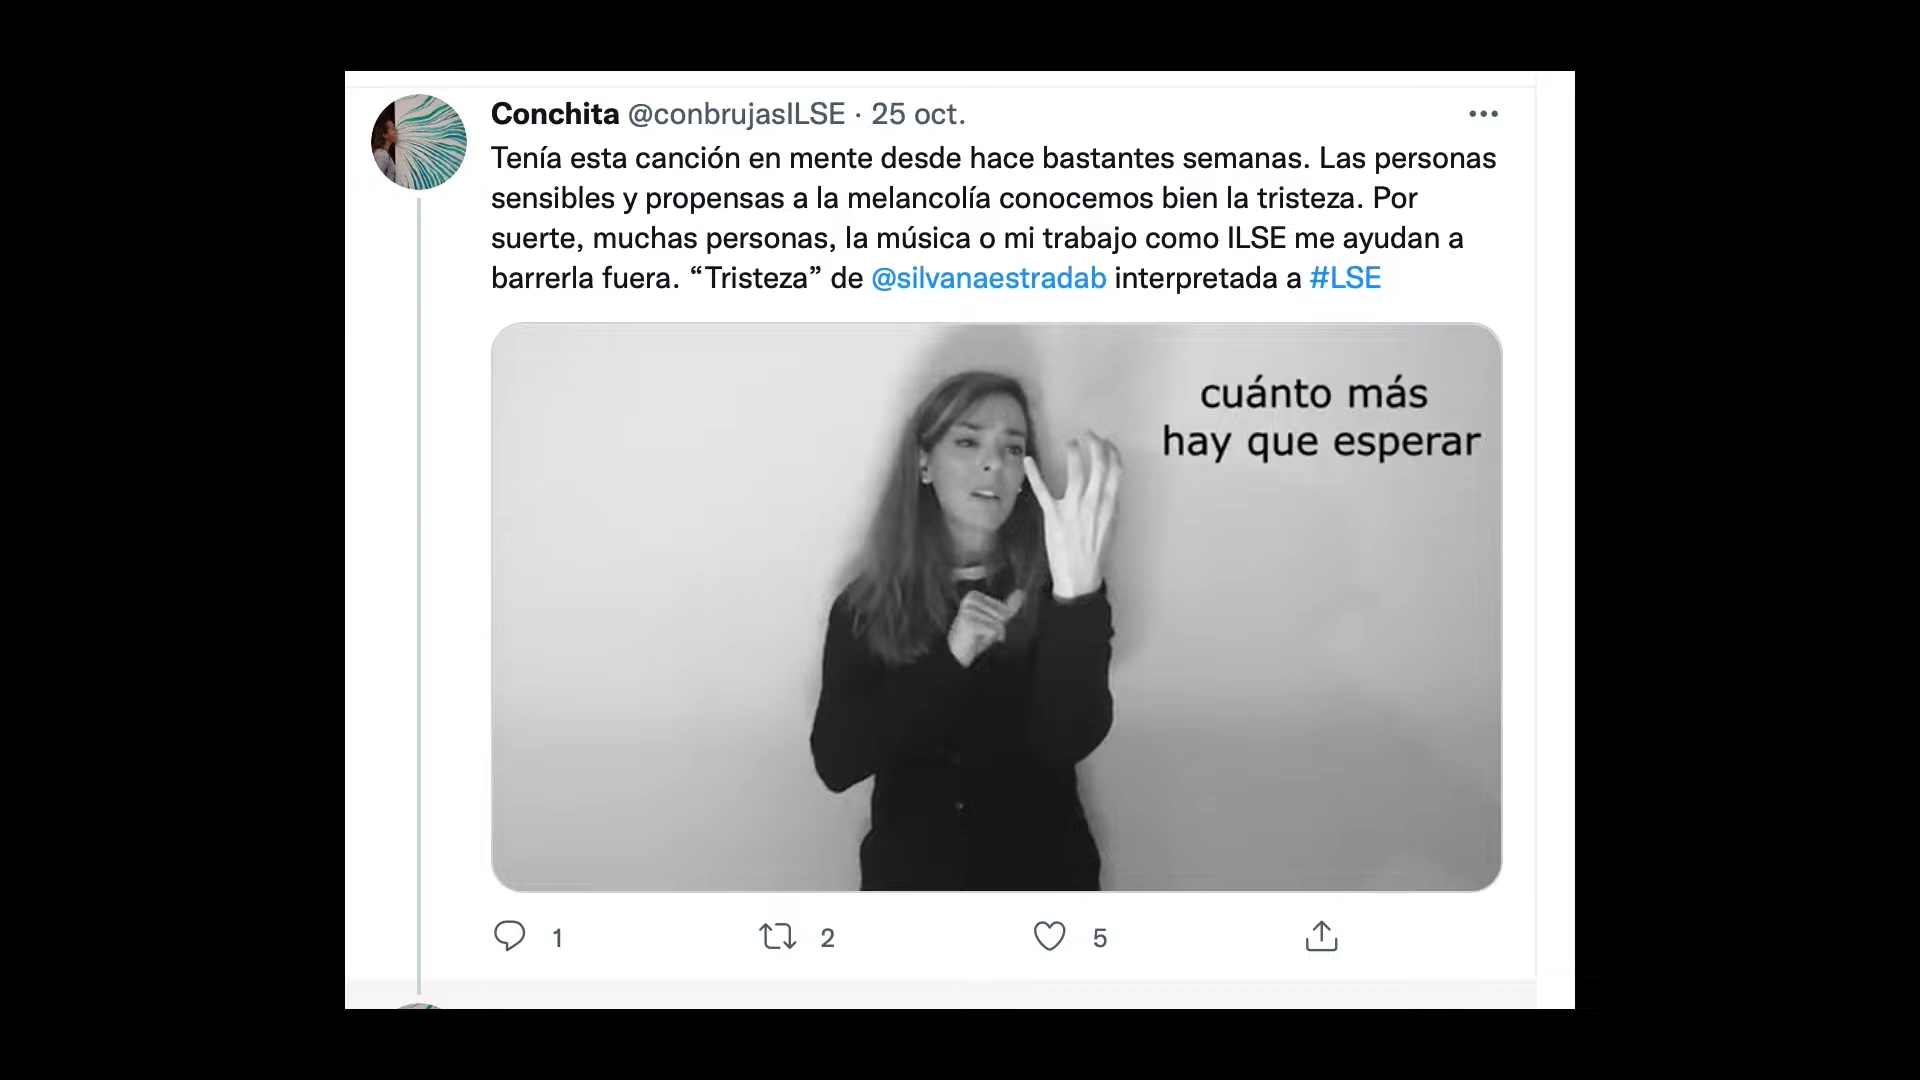 Conchita @conbrujasILSE · 25 oct.
Tenía esta canción en mente desde hace bastantes semanas. Las personas
sensibles y propensas a la melancolía conocemos bien la tristeza. Por
suerte, muchas personas, la música o mi trabajo como ILSE me ayudan a
barrerla fuera. “Tristeza” de @silvanaestradab interpretada a #LSE
cuánto más
hay que esperar
1 2 5